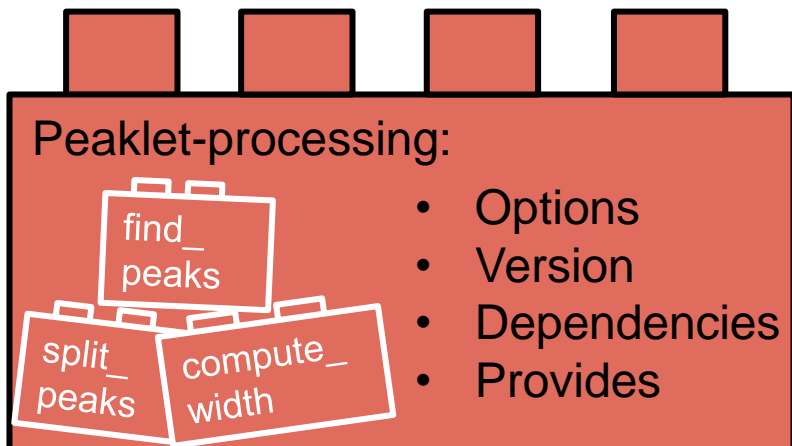 Peaklet-processing:
find_
peaks
split_
peaks
compute_
width
• Options
• Version
• Dependencies
• Provides